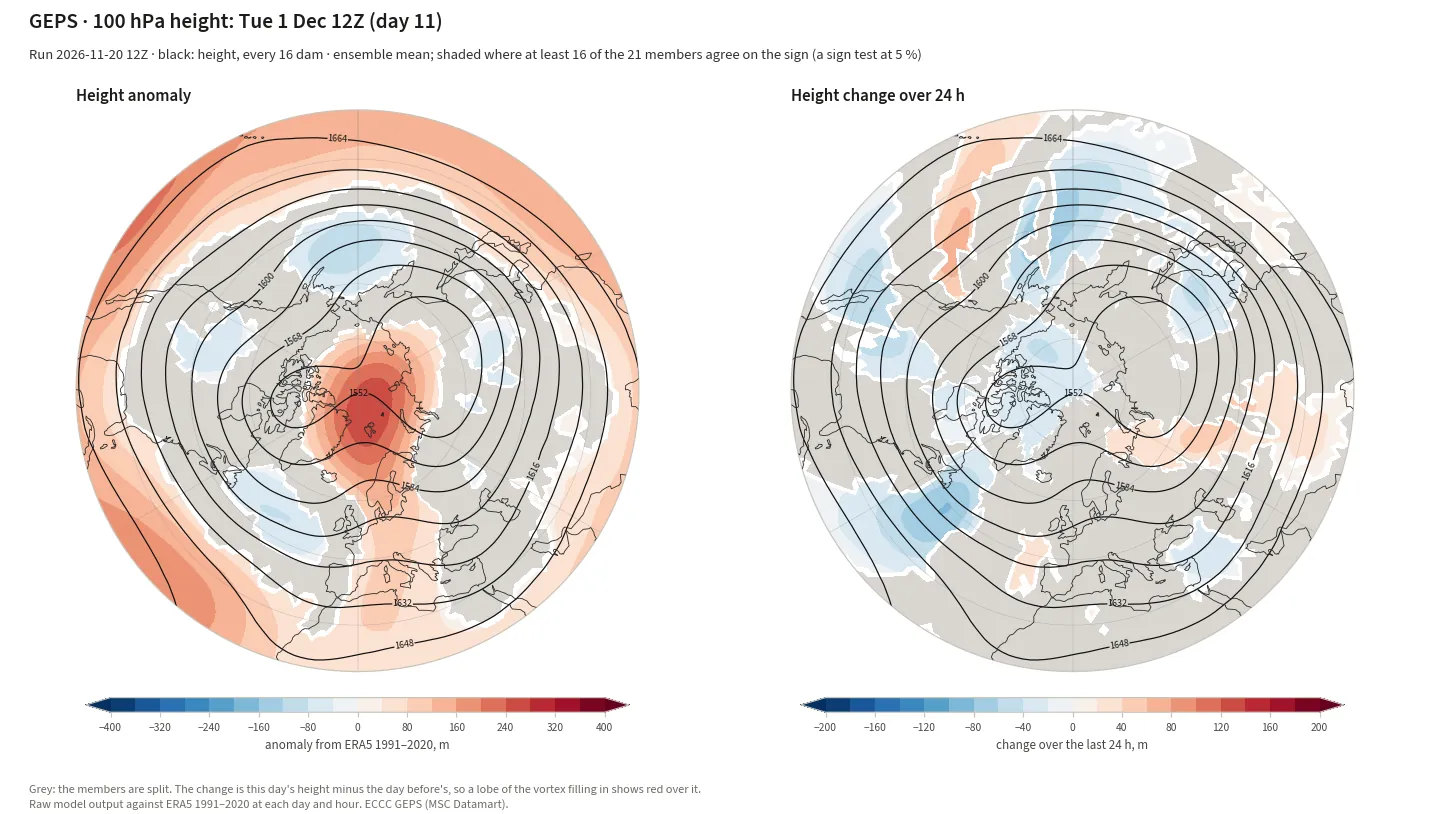 GEPS · 100 hPa height: Tue 1 Dec 12Z (day 11)
Run 2026-11-20 12Z · black: height, every 16 dam · ensemble mean; shaded where at least 16 of the 21 members agree on the sign (a sign test at 5 %)
Height anomaly
1664
1600
1568
1552
1584
1616
1632
1648
−400 −320 −240 −160 −80 0 80 160 240 320 400
anomaly from ERA5 1991–2020, m
Height change over 24 h
1664
1600
1568
1552
1584
1616
1632
1648
−200 −160 −120 −80 −40 0 40 80 120 160 200
change over the last 24 h, m
Grey: the members are split. The change is this day's height minus the day before's, so a lobe of the vortex filling in shows red over it.
Raw model output against ERA5 1991–2020 at each day and hour. ECCC GEPS (MSC Datamart).